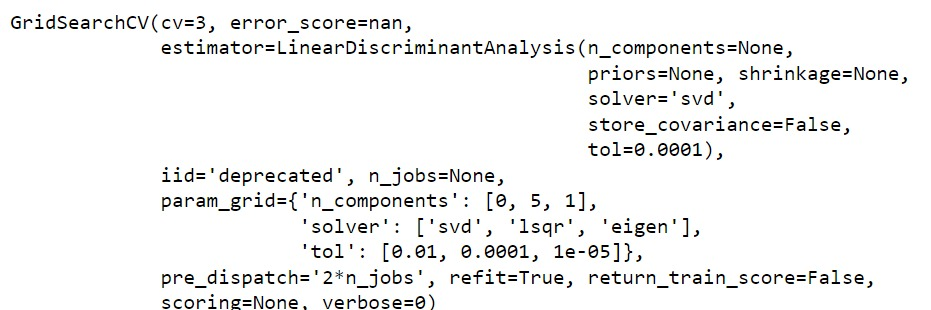 GridSearchCV(cv=3, error_score=nan,
             estimator=LinearDiscriminantAnalysis(n_components=None,
                                                  priors=None, shrinkage=None,
                                                  solver='svd',
                                                  store_covariance=False,
                                                  tol=0.0001),
             iid='deprecated', n_jobs=None,
             param_grid={'n_components': [0, 5, 1],
                         'solver': ['svd', 'lsqr', 'eigen'],
                         'tol': [0.01, 0.0001, 1e-05]},
             pre_dispatch='2*n_jobs', refit=True, return_train_score=False,
             scoring=None, verbose=0)